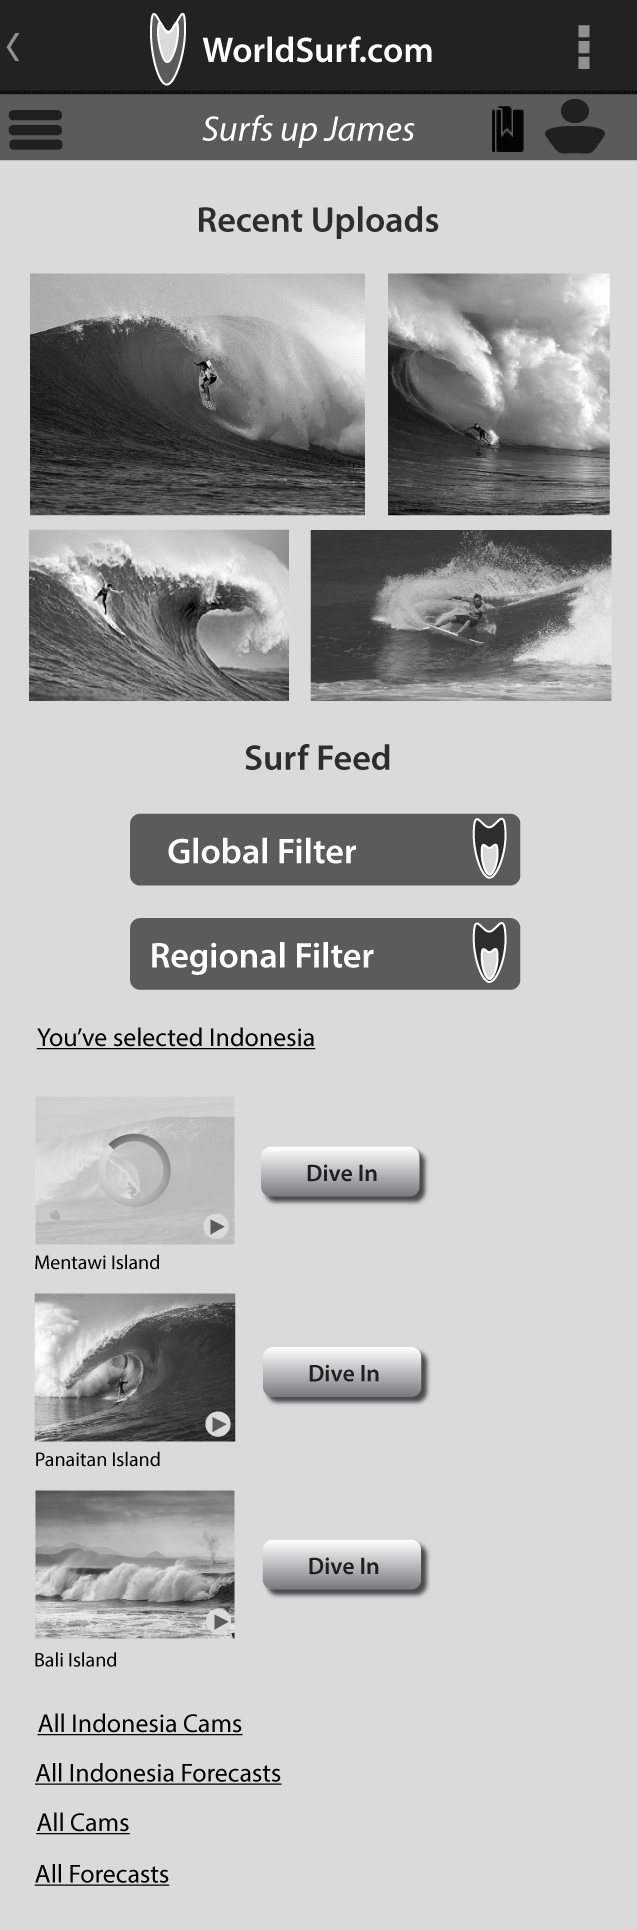 WorldSurf.com
Surfs up James
Recent Uploads
Surf Feed
Global Filter
Regional Filter
You've selected Indonesia
Dive In
Mentawi Island
Dive In
Panaitan Island
Dive In
Bali Island
All Indonesia Cams
All Indonesia Forecasts
All Cams
All Forecasts